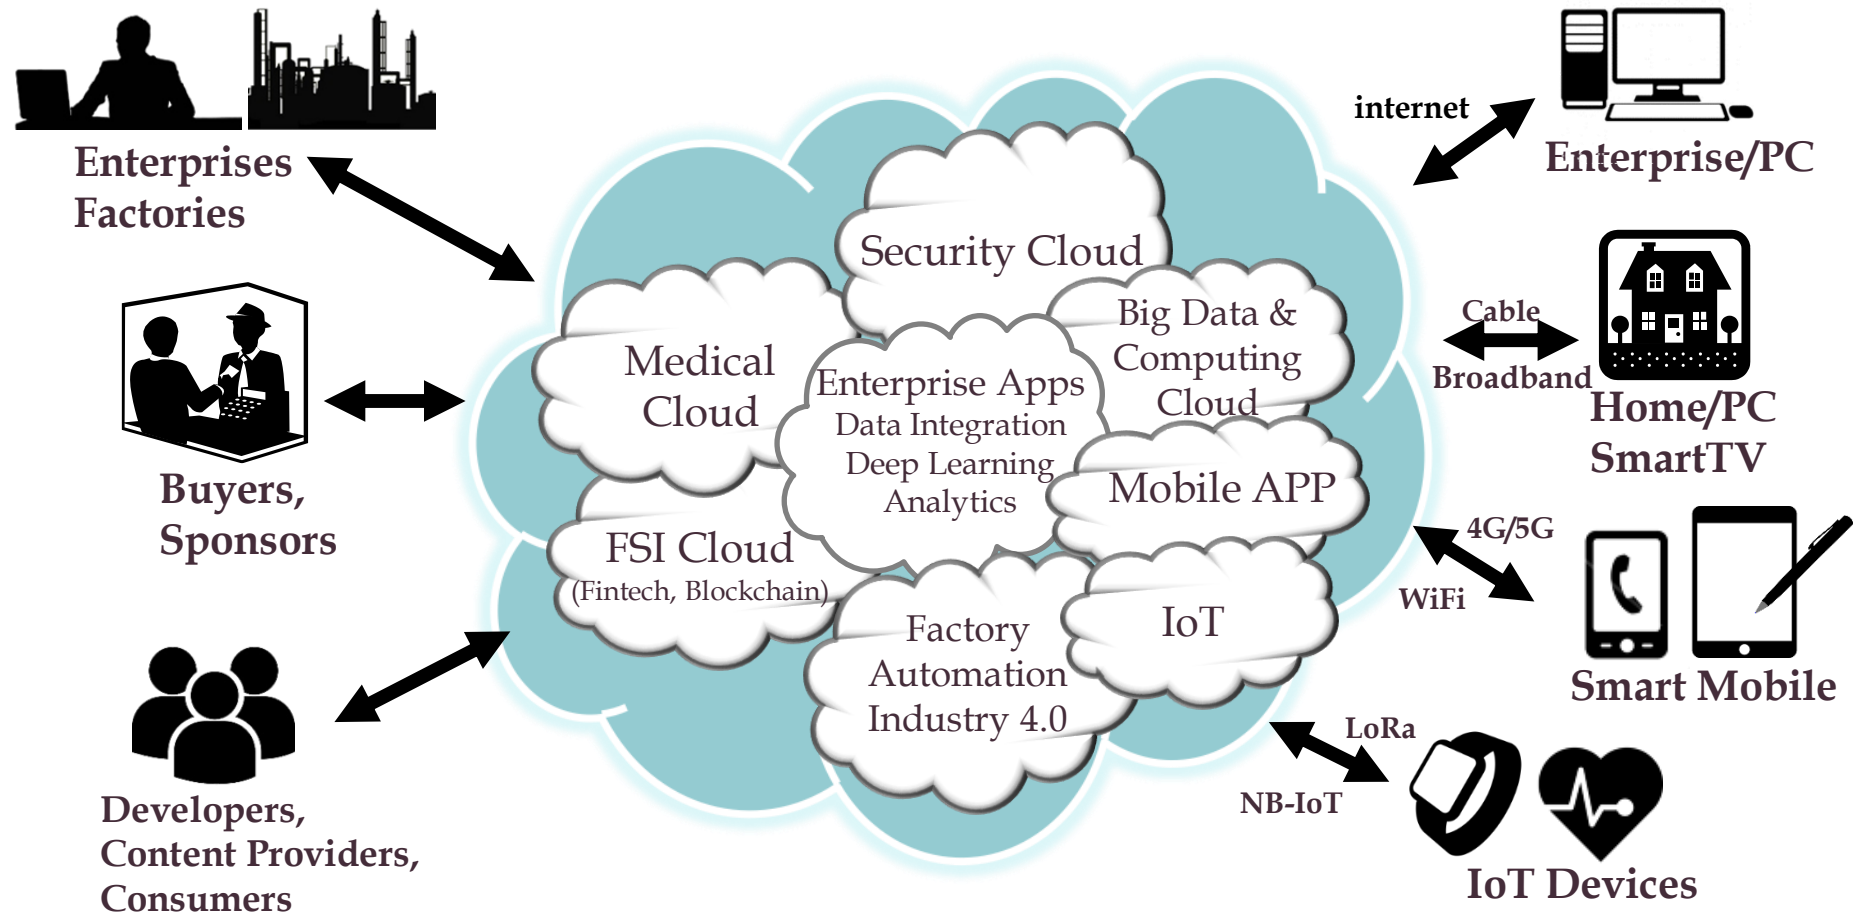 Enterprises
Factories
Buyers,
Sponsors
Developers,
Content Providers,
Consumers
Security Cloud
Medical
Cloud
Big Data &
Computing
Cloud
Enterprise Apps
Data Integration
Deep Learning
Analytics
Mobile APP
FSI Cloud
(Fintech, Blockchain)
Factory
Automation
Industry 4.0
IoT
internet
Enterprise/PC
Cable
Broadband
Home/PC
SmartTV
4G/5G
WiFi
Smart Mobile
LoRa
NB-IoT
IoT Devices